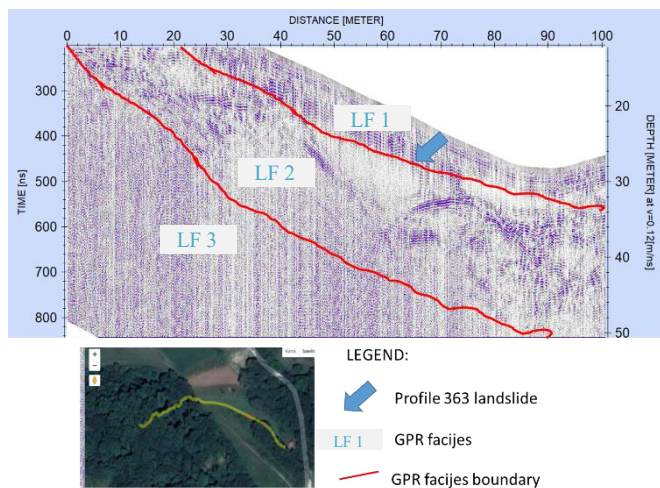 DISTANCE [METER]
0 10 20 30 40 50 60 70 80 90 100
300
400
500
600
700
800
TIME [ns]
20
30
40
50
DEPTH [METER] at v=0.12[m/ns]
LF 1
LF 2
LF 3
+
−
LEGEND:
Profile 363 landslide
LF 1 GPR facijes
GPR facijes boundary